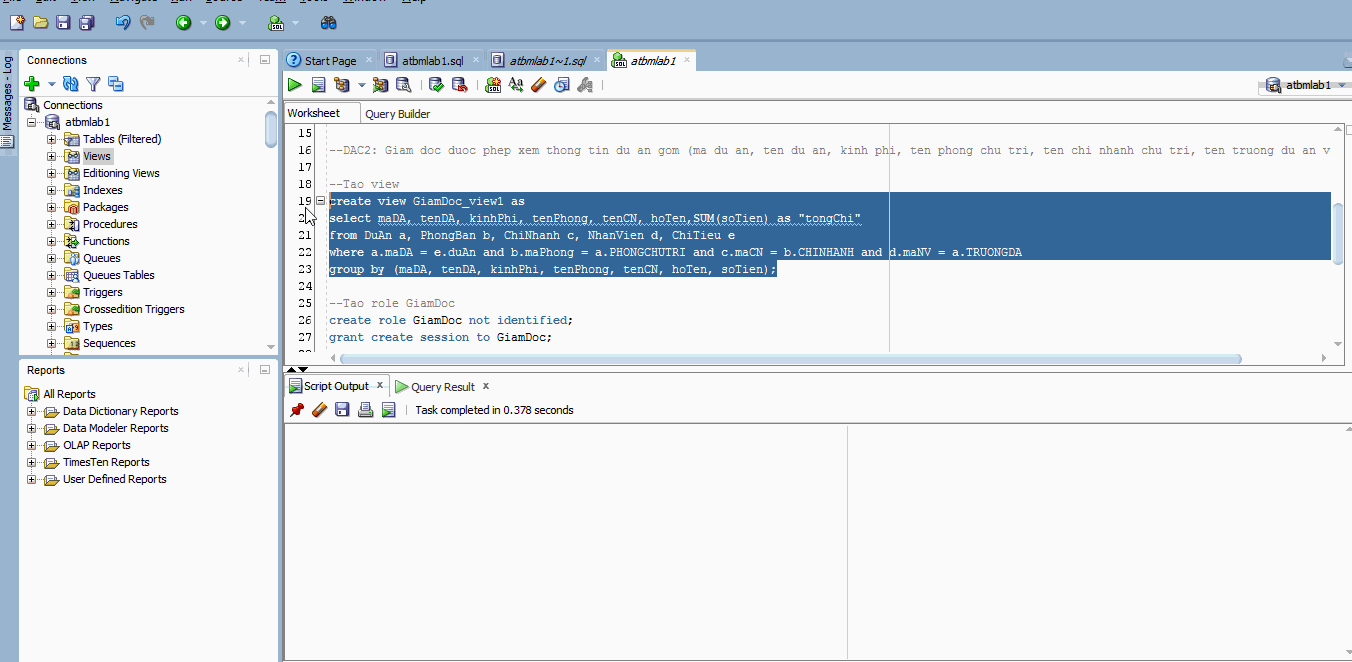 Start Page
atbmlab1.sql
atbmlab1~1.sql
atbmlab1
Messages - Log
Connections
Connections
atbmlab1
Tables (Filtered)
Views
Editioning Views
Indexes
Packages
Procedures
Functions
Queues
Queues Tables
Triggers
Crossedition Triggers
Types
Sequences
Reports
All Reports
Data Dictionary Reports
Data Modeler Reports
OLAP Reports
TimesTen Reports
User Defined Reports
atbmlab1
Worksheet
Query Builder
15
16 --DAC2: Giam doc duoc phep xem thong tin du an gom (ma du an, ten du an, kinh phi, ten phong chu tri, ten chi nhanh chu tri, ten truong du an v
17
18 --Tao view
19 create view GiamDoc_view1 as
select maDA, tenDA, kinhPhi, tenPhong, tenCN, hoTen,SUM(soTien) as "tongChi"
21 from DuAn a, PhongBan b, ChiNhanh c, NhanVien d, ChiTieu e
22 where a.maDA = e.duAn and b.maPhong = a.PHONGCHUTRI and c.maCN = b.CHINHANH and d.maNV = a.TRUONGDA
23 group by (maDA, tenDA, kinhPhi, tenPhong, tenCN, hoTen, soTien);
24
25 --Tao role GiamDoc
26 create role GiamDoc not identified;
27 grant create session to GiamDoc;
Script Output
Query Result
Task completed in 0.378 seconds